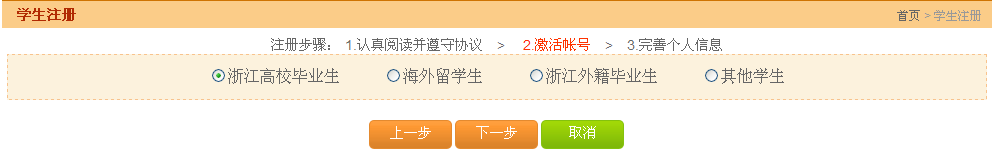 学生注册 首页 > 学生注册
注册步骤： 1.认真阅读并遵守协议 > 2.激活帐号 > 3.完善个人信息
浙江高校毕业生 海外留学生 浙江外籍毕业生 其他学生
上一步 下一步 取消